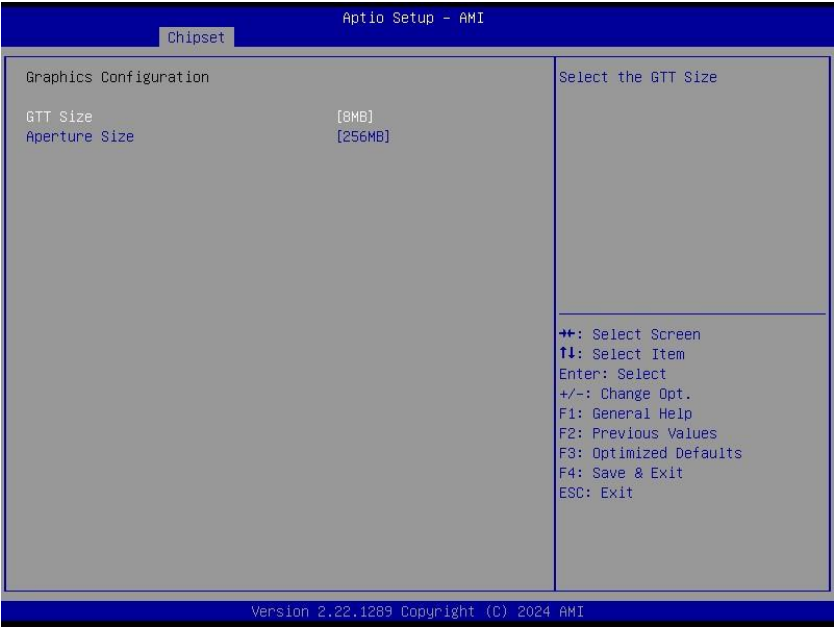 Aptio Setup - AMI
Chipset
Graphics Configuration
GTT Size [8MB]
Aperture Size [256MB]
Select the GTT Size
→←: Select Screen
↑↓: Select Item
Enter: Select
+/-: Change Opt.
F1: General Help
F2: Previous Values
F3: Optimized Defaults
F4: Save & Exit
ESC: Exit
Version 2.22.1289 Copyright (C) 2024 AMI